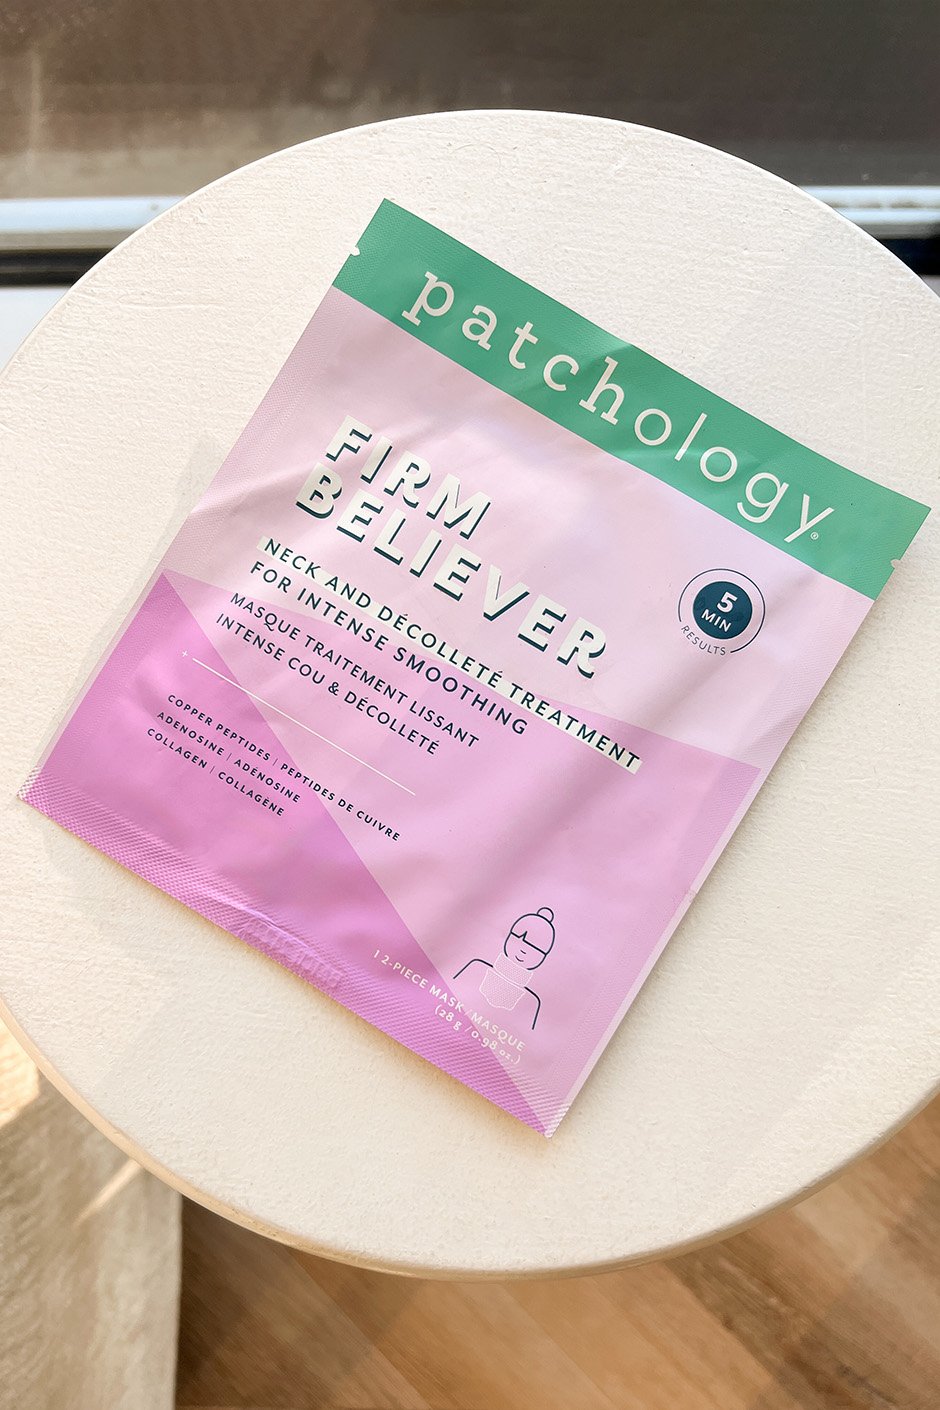 patchology®
FIRM
BELIEVER
NECK AND DÉCOLLETÉ TREATMENT
FOR INTENSE SMOOTHING
MASQUE TRAITEMENT LISSANT
INTENSE COU & DÉCOLLETÉ
5
MIN
RESULTS
+
COPPER PEPTIDES | PEPTIDES DE CUIVRE
ADENOSINE | ADÉNOSINE
COLLAGEN | COLLAGÈNE
1 2-PIECE MASK / MASQUE
(28 g / 0.98 oz.)